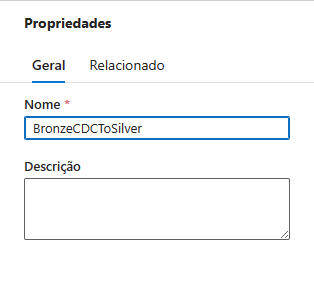 Propriedades
Geral Relacionado
Nome *
BronzeCDCToSilver
Descrição